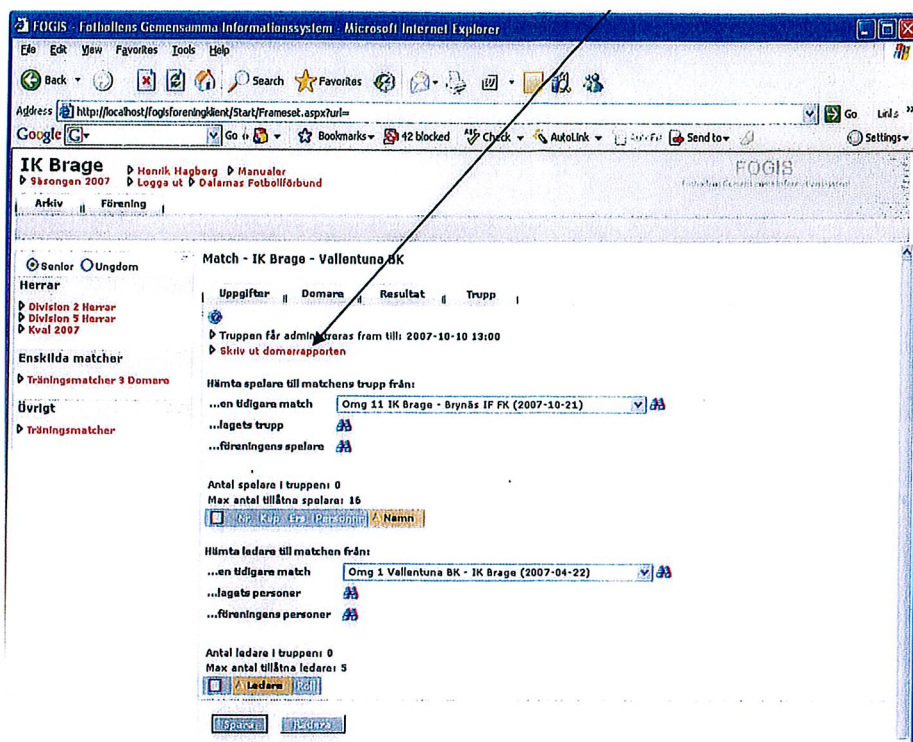 FOGIS - Fotbollens Gemensamma Informationssystem - Microsoft Internet Explorer
File Edit View Favorites Tools Help
Back Search Favorites
Address http://localhost/fogisforeningklient/Start/Frameset.aspx?url= Go Links »
Google G Go Bookmarks 42 blocked Check AutoLink Send to Settings
IK Brage Henrik Hagberg Manualer FOGIS
Säsongen 2007 Logga ut Dalarnas Fotbollförbund
Arkiv Förening
Senior Ungdom
Herrar
Division 2 Herrar
Division 5 Herrar
Kval 2007
Enskilda matcher
Träningsmatcher 3 Domare
Övrigt
Träningsmatcher
Match - IK Brage - Vallentuna BK
Uppgifter Domare Resultat Trupp
Truppen får administreras fram till: 2007-10-10 13:00
Skriv ut domarrapporten
Hämta spelare till matchens trupp från:
...en tidigare match Omg 11 IK Brage - Brynäs IF FK (2007-10-21)
...lagets trupp
...föreningens spelare
Antal spelare i truppen: 0
Max antal tillåtna spelare: 16
Namn
Hämta ledare till matchen från:
...en tidigare match Omg 1 Vallentuna BK - IK Brage (2007-04-22)
...lagets personer
...föreningens personer
Antal ledare i truppen: 0
Max antal tillåtna ledare: 5
Ledare Roll
Spara Radera